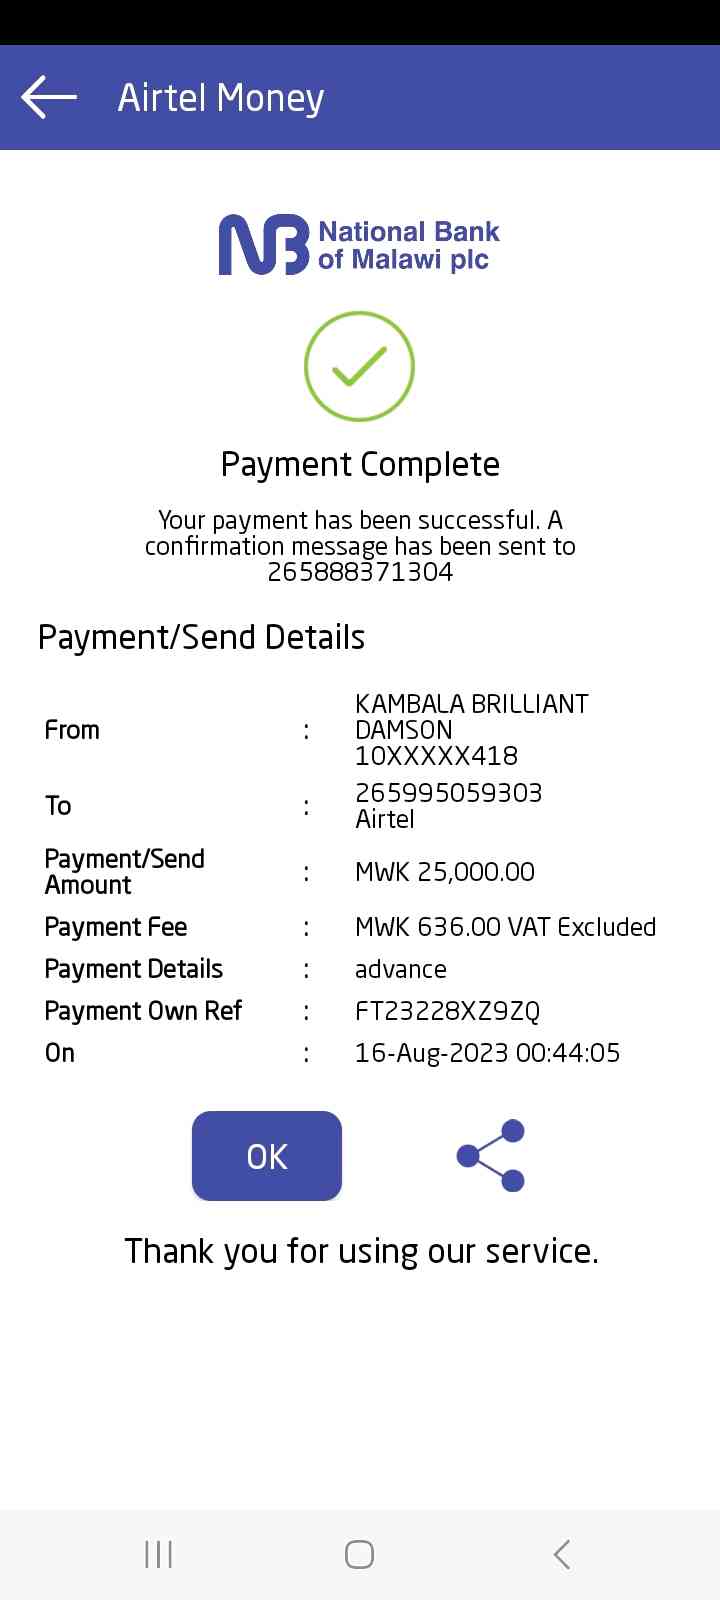 Airtel Money
National Bank
of Malawi plc
Payment Complete
Your payment has been successful. A
confirmation message has been sent to
265888371304
Payment/Send Details
From : KAMBALA BRILLIANT
DAMSON
10XXXXX418
To : 265995059303
Airtel
Payment/Send
Amount : MWK 25,000.00
Payment Fee : MWK 636.00 VAT Excluded
Payment Details : advance
Payment Own Ref : FT23228XZ9ZQ
On : 16-Aug-2023 00:44:05
OK
Thank you for using our service.